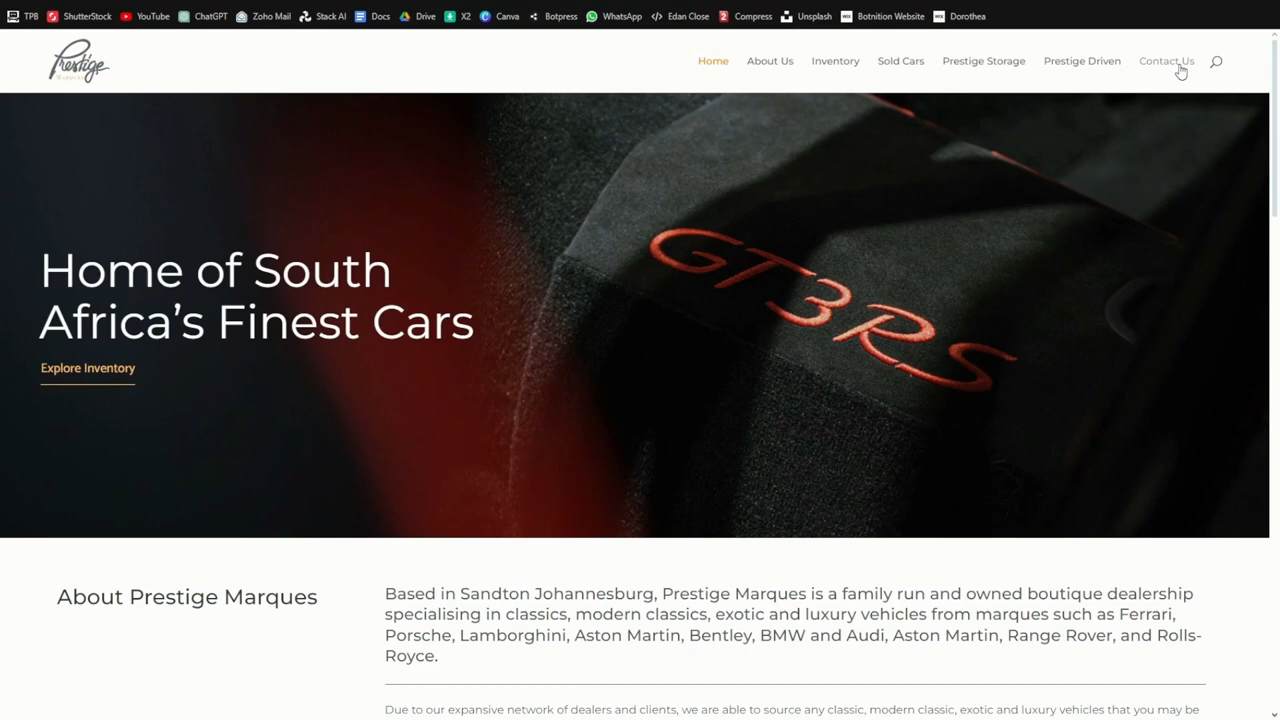 TPB ShutterStock YouTube ChatGPT Zoho Mail Stack AI Docs Drive X2 Canva Botpress WhatsApp Edan Close Compress Unsplash Botnition Website Dorothea
Prestige
Home About Us Inventory Sold Cars Prestige Storage Prestige Driven Contact Us
GT3RS
Home of South
Africa’s Finest Cars
Explore Inventory
About Prestige Marques
Based in Sandton Johannesburg, Prestige Marques is a family run and owned boutique dealership
specialising in classics, modern classics, exotic and luxury vehicles from marques such as Ferrari,
Porsche, Lamborghini, Aston Martin, Bentley, BMW and Audi, Aston Martin, Range Rover, and Rolls-
Royce.
Due to our expansive network of dealers and clients, we are able to source any classic, modern classic, exotic and luxury vehicles that you may be